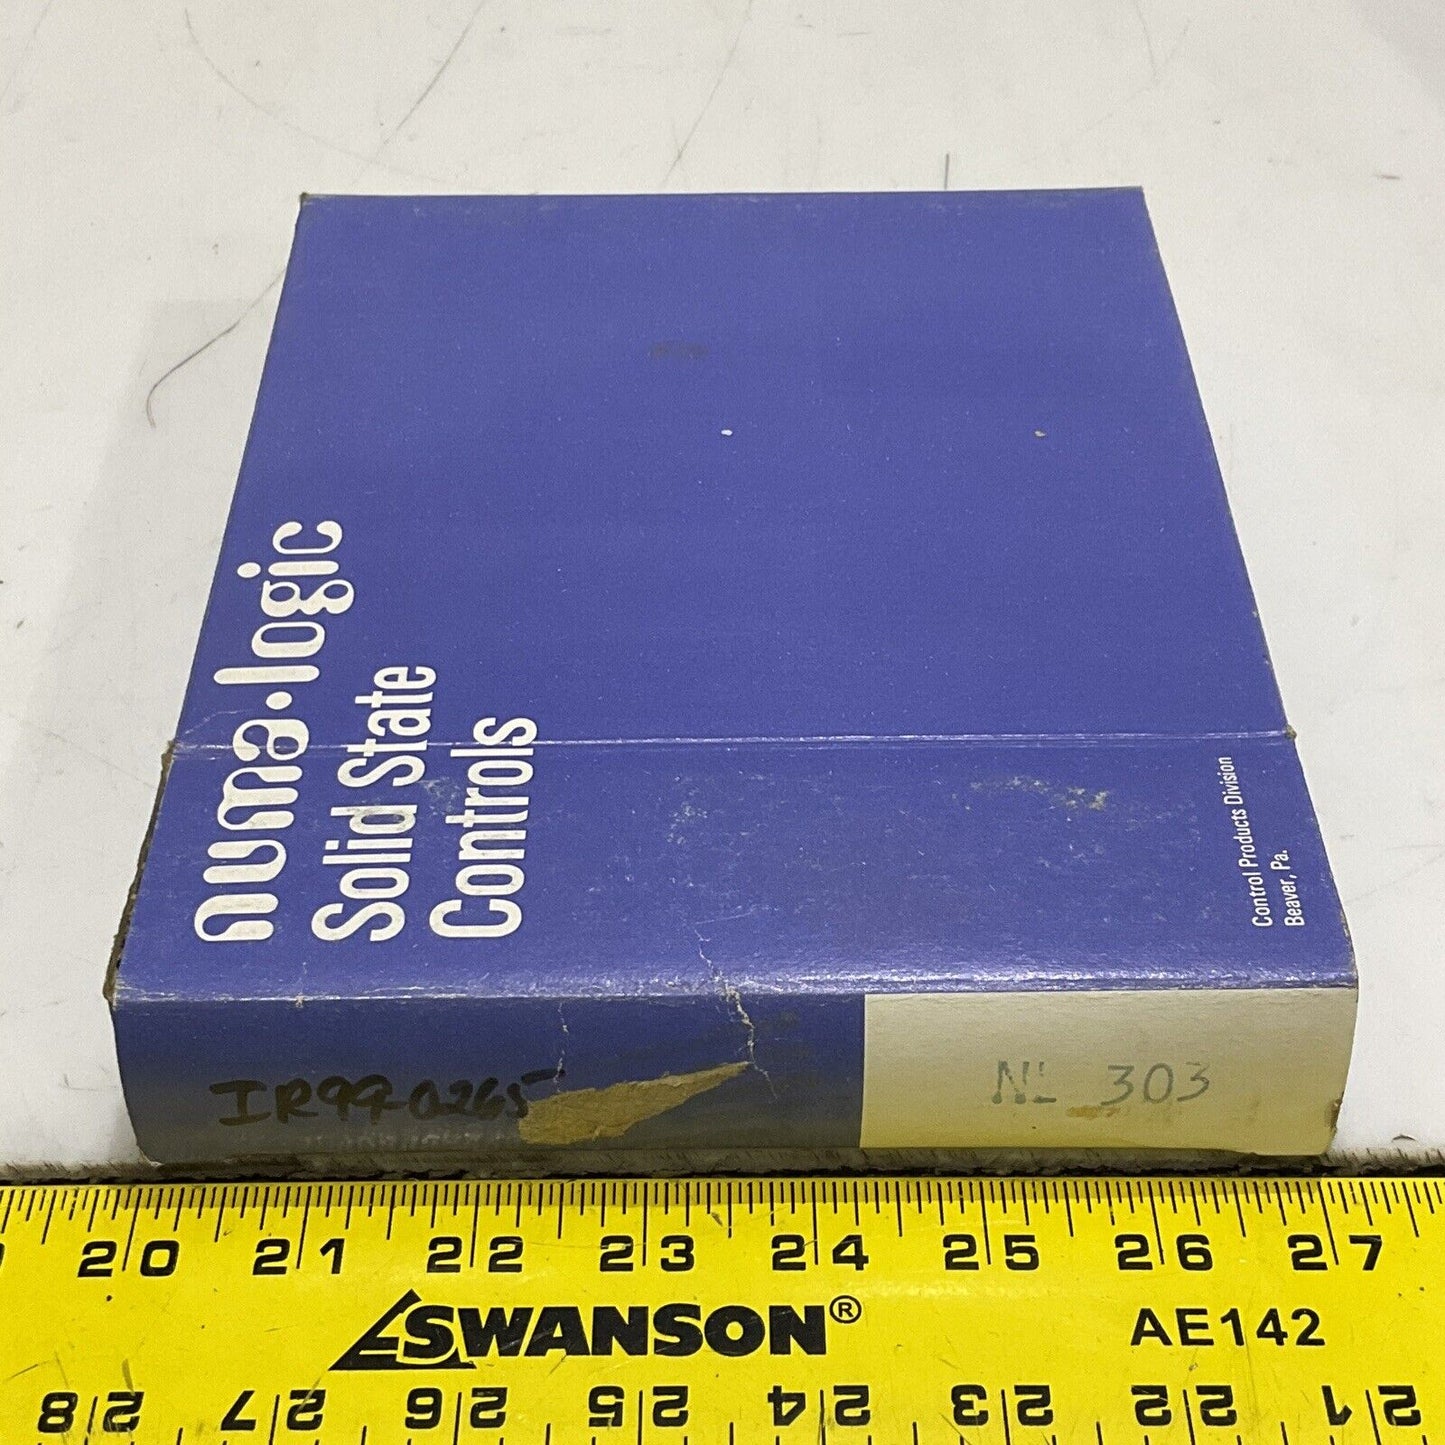 numa·logic
Solid State
Controls
Control Products Division
Beaver, Pa.
IR99-0265
NL 303
20 21 22 23 24 25 26 27
SWANSON® AE142
28 27 26 25 24 23 22 21